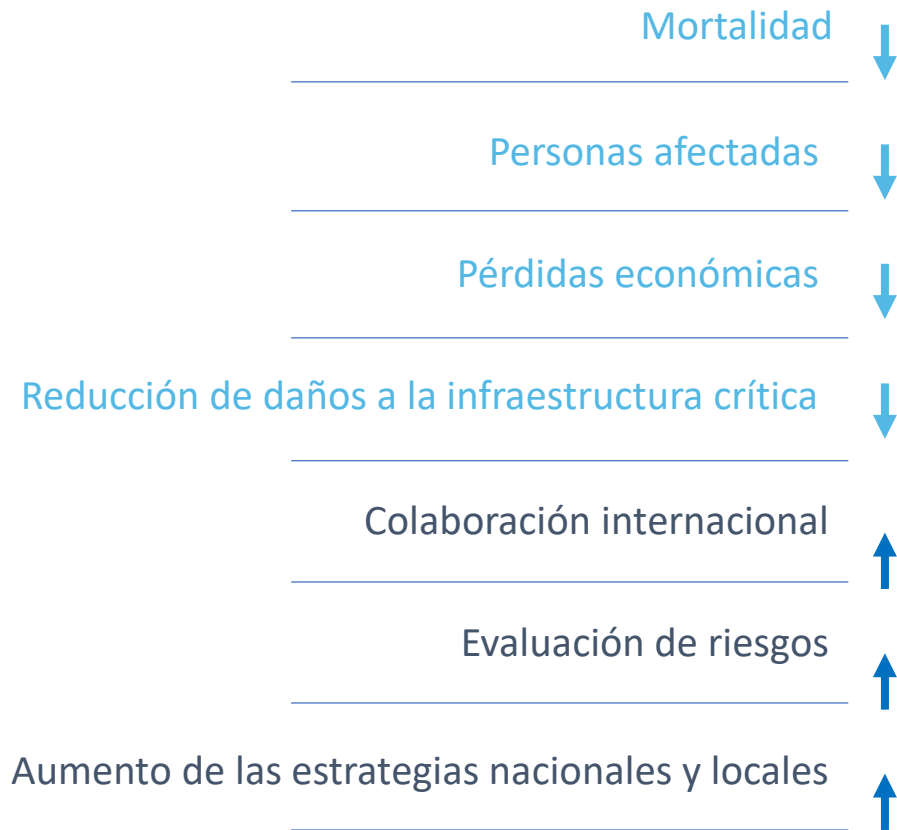 Mortalidad
Personas afectadas
Pérdidas económicas
Reducción de daños a la infraestructura crítica
Colaboración internacional
Evaluación de riesgos
Aumento de las estrategias nacionales y locales